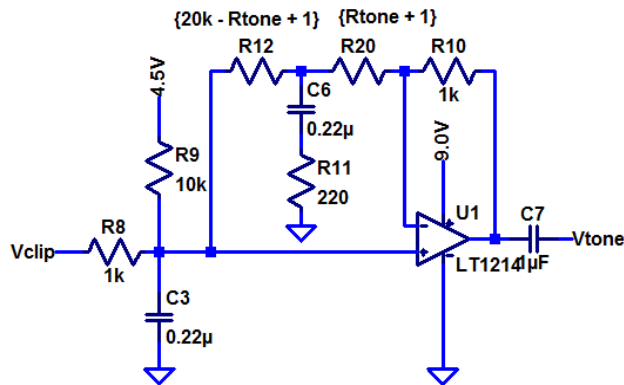 {20k - Rtone + 1}
{Rtone + 1}
R12
R20
R10
1k
4.5V
C6
0.22µ
9.0V
R9
10k
R11
220
U1
C7
Vclip
R8
1k
LT1214
1µF
Vtone
C3
0.22µ